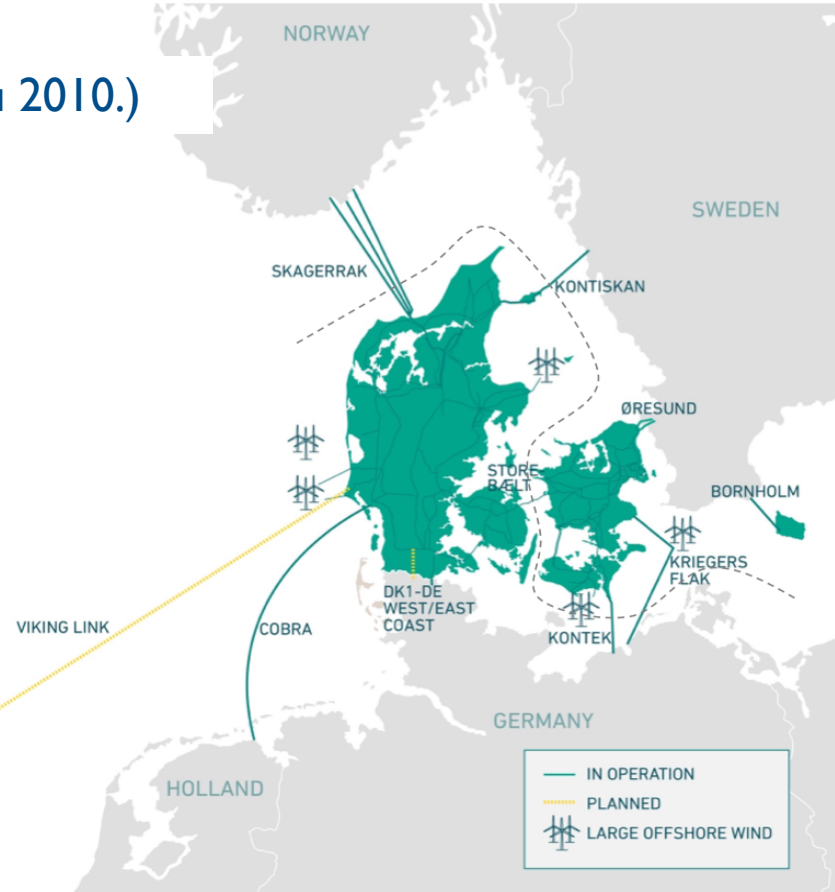 2010.)
NORWAY
SWEDEN
SKAGERRAK
KONTISKAN
ØRESUND
STORE-
BÆLT
BORNHOLM
KRIEGERS
FLAK
DK1-DE
WEST/EAST
COAST
VIKING LINK
COBRA
KONTEK
GERMANY
HOLLAND
IN OPERATION
PLANNED
LARGE OFFSHORE WIND